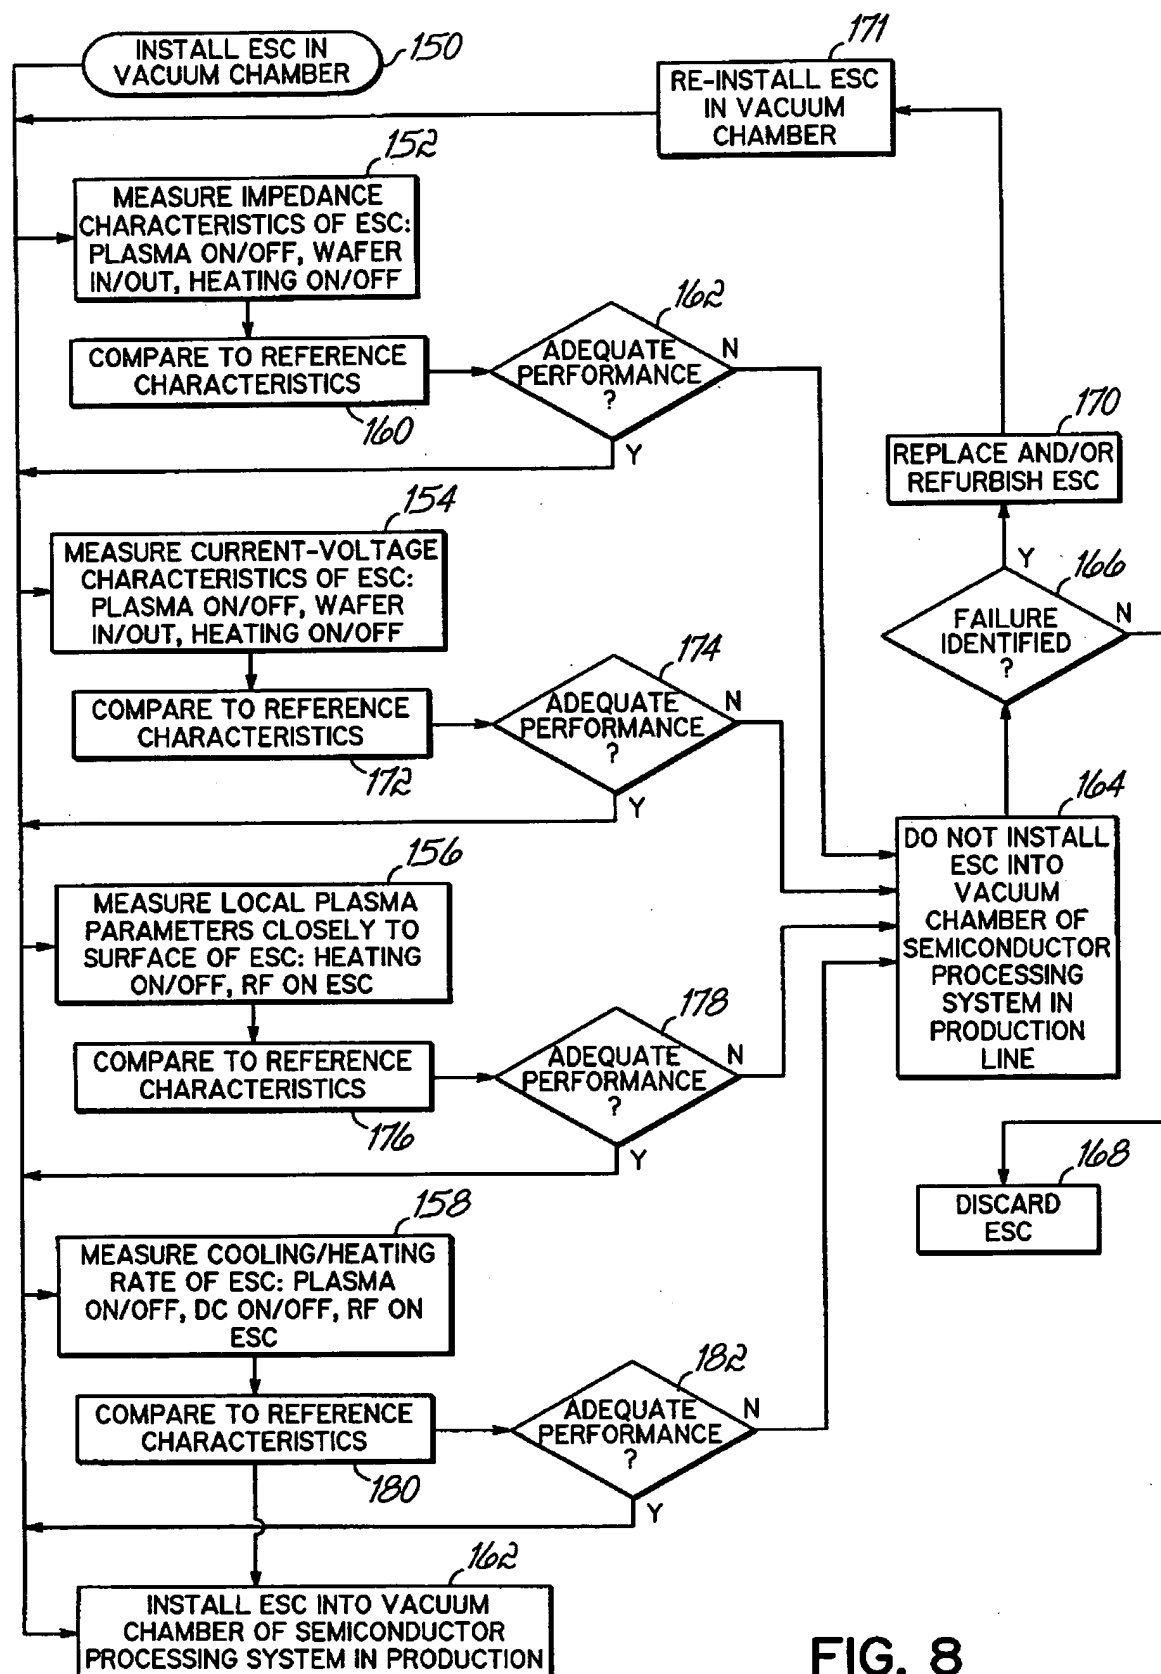 INSTALL ESC IN
VACUUM CHAMBER
150
171
RE-INSTALL ESC
IN VACUUM
CHAMBER
152
MEASURE IMPEDANCE
CHARACTERISTICS OF ESC:
PLASMA ON/OFF, WAFER
IN/OUT, HEATING ON/OFF
COMPARE TO REFERENCE
CHARACTERISTICS
160
162
ADEQUATE
PERFORMANCE
?
N
Y
170
REPLACE AND/OR
REFURBISH ESC
Y
166
FAILURE
IDENTIFIED
?
N
154
MEASURE CURRENT-VOLTAGE
CHARACTERISTICS OF ESC:
PLASMA ON/OFF, WAFER
IN/OUT, HEATING ON/OFF
COMPARE TO REFERENCE
CHARACTERISTICS
172
174
ADEQUATE
PERFORMANCE
?
N
Y
164
DO NOT INSTALL
ESC INTO
VACUUM
CHAMBER OF
SEMICONDUCTOR
PROCESSING
SYSTEM IN
PRODUCTION
LINE
156
MEASURE LOCAL PLASMA
PARAMETERS CLOSELY TO
SURFACE OF ESC: HEATING
ON/OFF, RF ON ESC
COMPARE TO REFERENCE
CHARACTERISTICS
176
178
ADEQUATE
PERFORMANCE
?
N
Y
168
DISCARD
ESC
158
MEASURE COOLING/HEATING
RATE OF ESC: PLASMA
ON/OFF, DC ON/OFF, RF ON
ESC
COMPARE TO REFERENCE
CHARACTERISTICS
180
182
ADEQUATE
PERFORMANCE
?
N
Y
162
INSTALL ESC INTO VACUUM
CHAMBER OF SEMICONDUCTOR
PROCESSING SYSTEM IN PRODUCTION
FIG. 8